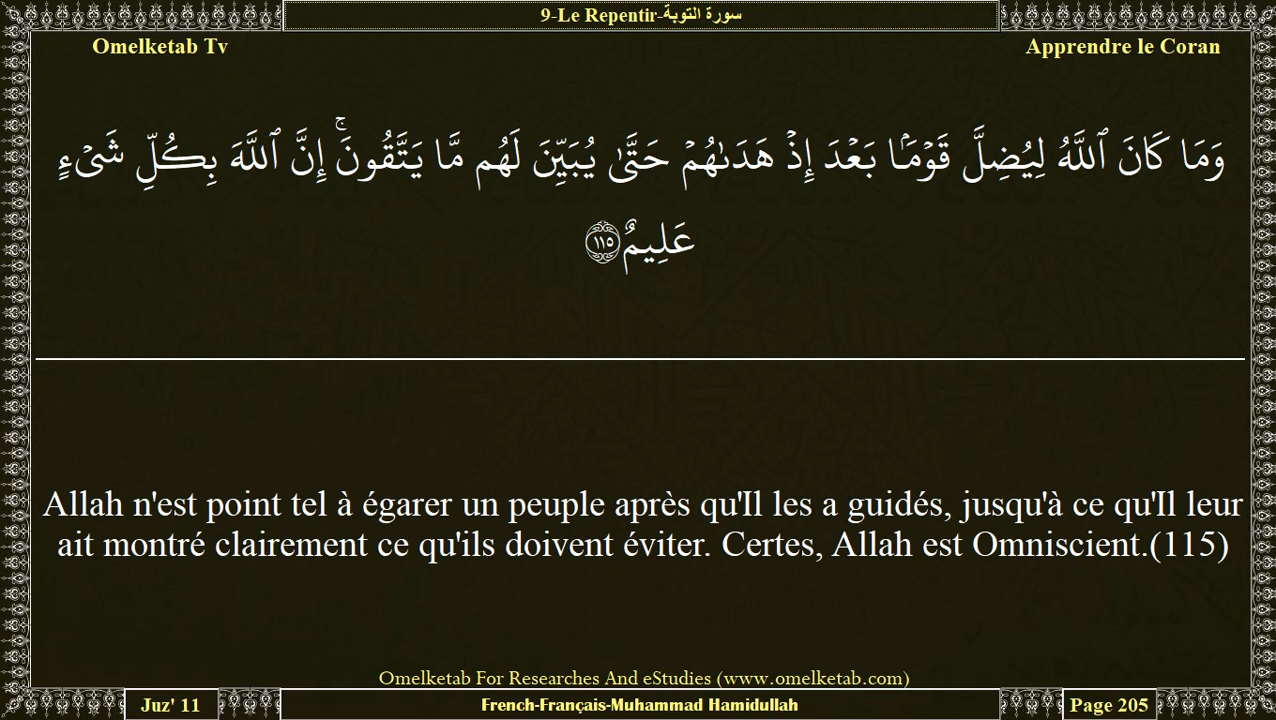 9-Le Repentir-سورة التوبة
Omelketab Tv
Apprendre le Coran
وَمَا كَانَ ٱللَّهُ لِيُضِلَّ قَوْمًۢا بَعْدَ إِذْ هَدَىٰهُمْ حَتَّىٰ يُبَيِّنَ لَهُم مَّا يَتَّقُونَ ۚ إِنَّ ٱللَّهَ بِكُلِّ شَىْءٍ
عَلِيمٌ ١١٥
Allah n'est point tel à égarer un peuple après qu'Il les a guidés, jusqu'à ce qu'Il leur
ait montré clairement ce qu'ils doivent éviter. Certes, Allah est Omniscient.(115)
Omelketab For Researches And eStudies (www.omelketab.com)
Juz' 11
French-Français-Muhammad Hamidullah
Page 205